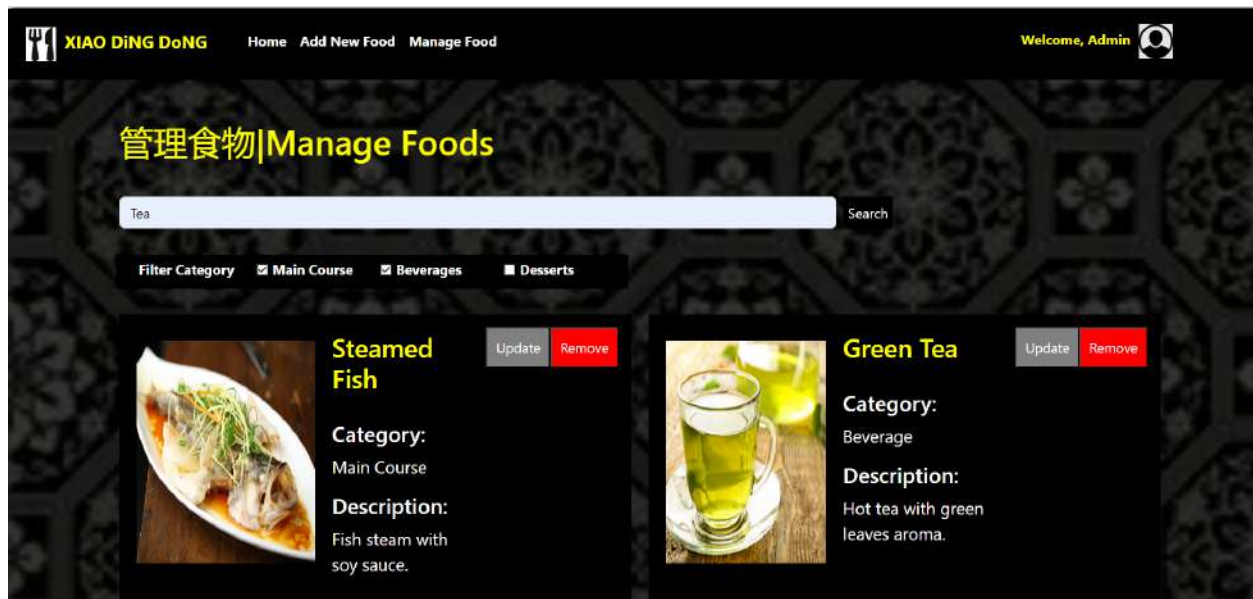 XIAO DiNG DoNG Home Add New Food Manage Food Welcome, Admin
管理食物|Manage Foods
Tea Search
Filter Category Main Course Beverages Desserts
Steamed
Fish
Update Remove
Category:
Main Course
Description:
Fish steam with
soy sauce.
Green Tea
Update Remove
Category:
Beverage
Description:
Hot tea with green
leaves aroma.